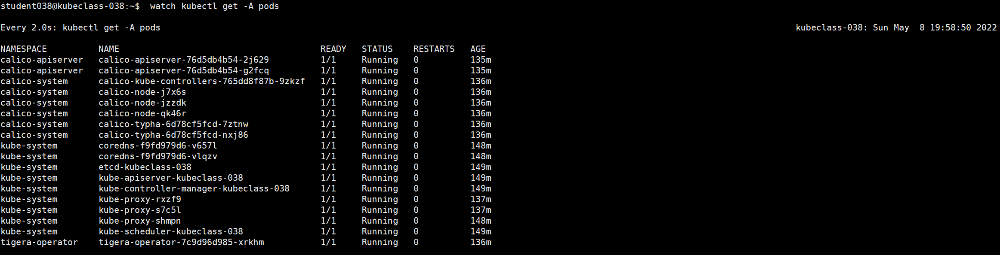 student038@kubeclass-038:~$  watch kubectl get -A pods
Every 2.0s: kubectl get -A pods                                                                                                                           kubeclass-038: Sun May  8 19:58:50 2022
NAMESPACE          NAME                                       READY   STATUS    RESTARTS   AGE
calico-apiserver   calico-apiserver-76d5db4b54-2j629          1/1     Running   0          135m
calico-apiserver   calico-apiserver-76d5db4b54-g2fcq          1/1     Running   0          135m
calico-system      calico-kube-controllers-765dd8f87b-9zkzf   1/1     Running   0          136m
calico-system      calico-node-j7x6s                          1/1     Running   0          136m
calico-system      calico-node-jzzdk                          1/1     Running   0          136m
calico-system      calico-node-qk46r                          1/1     Running   0          136m
calico-system      calico-typha-6d78cf5fcd-7ztnw              1/1     Running   0          136m
calico-system      calico-typha-6d78cf5fcd-nxj86              1/1     Running   0          136m
kube-system        coredns-f9fd979d6-v657l                    1/1     Running   0          148m
kube-system        coredns-f9fd979d6-vlqzv                    1/1     Running   0          148m
kube-system        etcd-kubeclass-038                         1/1     Running   0          149m
kube-system        kube-apiserver-kubeclass-038               1/1     Running   0          149m
kube-system        kube-controller-manager-kubeclass-038      1/1     Running   0          149m
kube-system        kube-proxy-rxzf9                           1/1     Running   0          137m
kube-system        kube-proxy-s7c5l                           1/1     Running   0          137m
kube-system        kube-proxy-shmpn                           1/1     Running   0          148m
kube-system        kube-scheduler-kubeclass-038               1/1     Running   0          149m
tigera-operator    tigera-operator-7c9d96d985-xrkhm           1/1     Running   0          136m